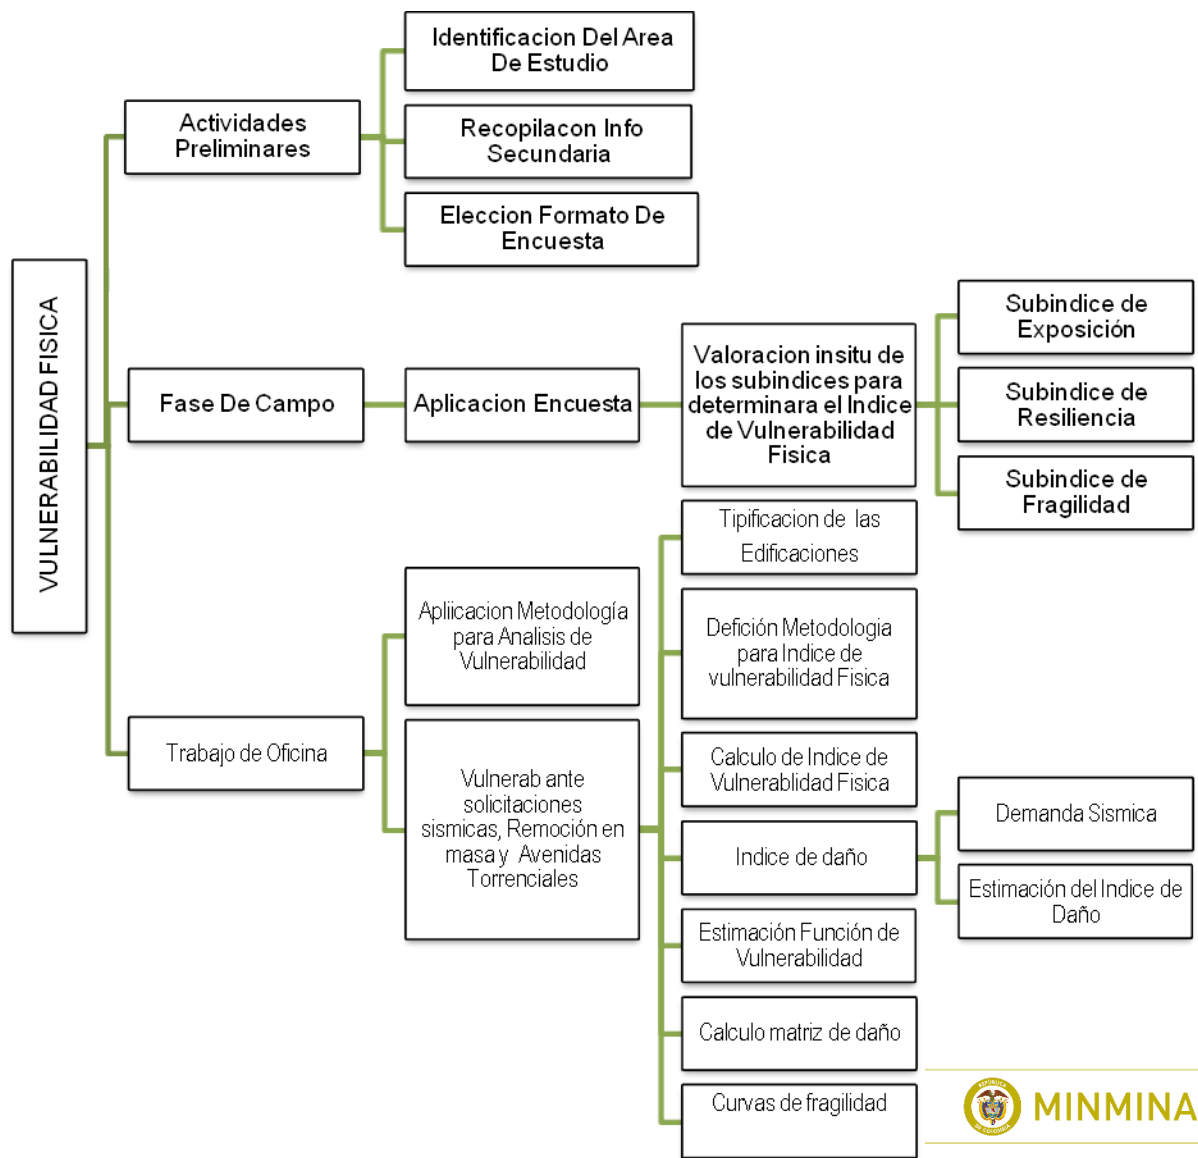 VULNERABILIDAD FISICA
Actividades
Preliminares
Identificacion Del Area
De Estudio
Recopilacon Info
Secundaria
Eleccion Formato De
Encuesta
Fase De Campo
Aplicacion Encuesta
Valoracion insitu de
los subindices para
determinara el Indice
de Vulnerabilidad
Fisica
Subindice de
Exposición
Subindice de
Resiliencia
Subindice de
Fragilidad
Trabajo de Oficina
Apliicacion Metodología
para Analisis de
Vulnerabilidad
Vulnerab ante
solicitaciones
sismicas, Remoción en
masa y Avenidas
Torrenciales
Tipificacion de las
Edificaciones
Defición Metodologia
para Indice de
vulnerabilidad Fisica
Calculo de Indice de
Vulnerablidad Fisica
Indice de daño
Demanda Sismica
Estimación del Indice de
Daño
Estimación Función de
Vulnerabilidad
Calculo matriz de daño
Curvas de fragilidad
REPÚBLICA
DE COLOMBIA
MINMINA